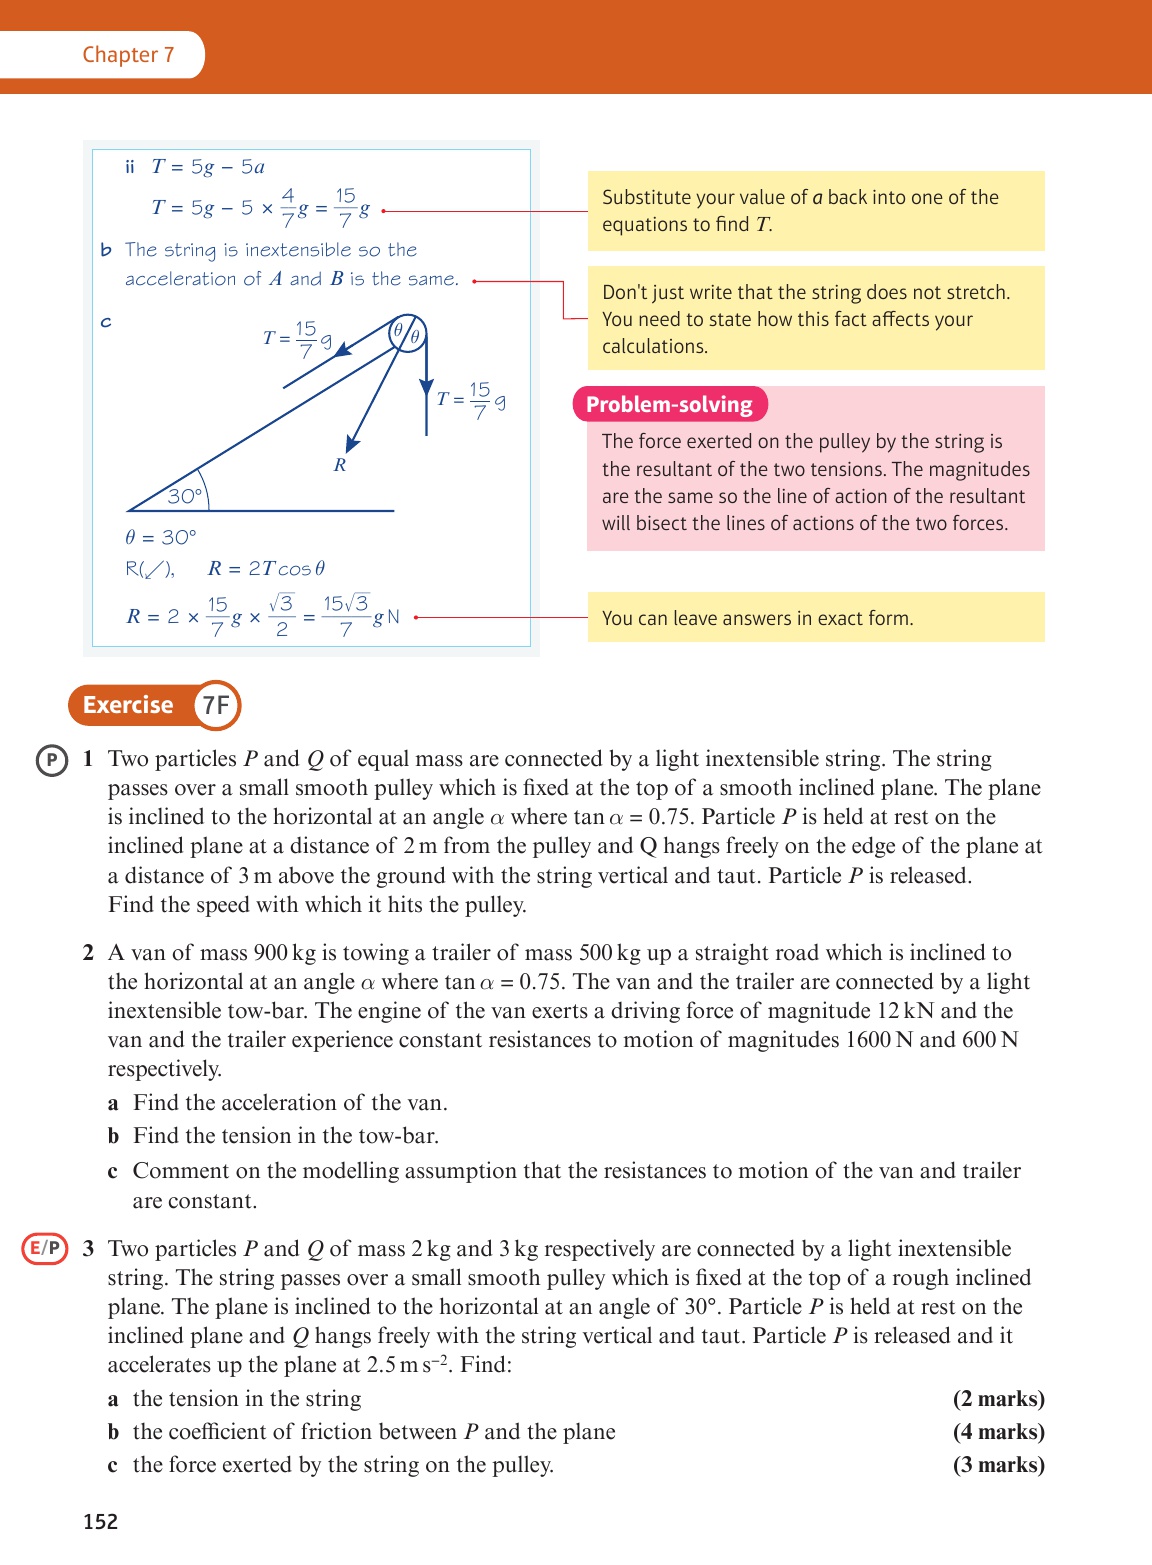 Chapter 7
ii T = 5g − 5a
T = 5g − 5 × 4/7 g = 15/7 g
Substitute your value of a back into one of the
equations to find T.
b The string is inextensible so the
acceleration of A and B is the same.
Don't just write that the string does not stretch.
You need to state how this fact affects your
calculations.
c
T = 15/7 g
θ θ
T = 15/7 g
R
30°
Problem-solving
The force exerted on the pulley by the string is
the resultant of the two tensions. The magnitudes
are the same so the line of action of the resultant
will bisect the lines of actions of the two forces.
θ = 30°
R(↙), R = 2T cos θ
R = 2 × 15/7 g × √3/2 = 15√3/7 g N
You can leave answers in exact form.
Exercise 7F
P 1 Two particles P and Q of equal mass are connected by a light inextensible string. The string
passes over a small smooth pulley which is fixed at the top of a smooth inclined plane. The plane
is inclined to the horizontal at an angle α where tan α = 0.75. Particle P is held at rest on the
inclined plane at a distance of 2 m from the pulley and Q hangs freely on the edge of the plane at
a distance of 3 m above the ground with the string vertical and taut. Particle P is released.
Find the speed with which it hits the pulley.
2 A van of mass 900 kg is towing a trailer of mass 500 kg up a straight road which is inclined to
the horizontal at an angle α where tan α = 0.75. The van and the trailer are connected by a light
inextensible tow-bar. The engine of the van exerts a driving force of magnitude 12 kN and the
van and the trailer experience constant resistances to motion of magnitudes 1600 N and 600 N
respectively.
a Find the acceleration of the van.
b Find the tension in the tow-bar.
c Comment on the modelling assumption that the resistances to motion of the van and trailer
are constant.
E/P 3 Two particles P and Q of mass 2 kg and 3 kg respectively are connected by a light inextensible
string. The string passes over a small smooth pulley which is fixed at the top of a rough inclined
plane. The plane is inclined to the horizontal at an angle of 30°. Particle P is held at rest on the
inclined plane and Q hangs freely with the string vertical and taut. Particle P is released and it
accelerates up the plane at 2.5 m s⁻². Find:
a the tension in the string (2 marks)
b the coefficient of friction between P and the plane (4 marks)
c the force exerted by the string on the pulley. (3 marks)
152